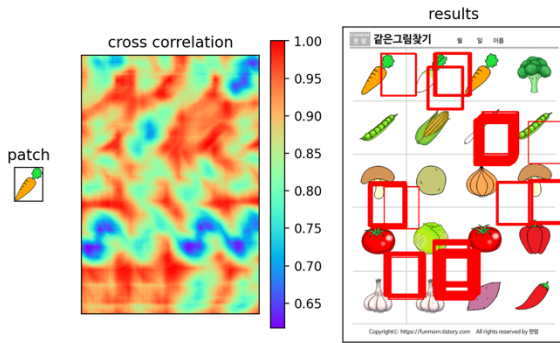 results
cross correlation
patch
1.00
0.95
0.90
0.85
0.80
0.75
0.70
0.65
같은그림찾기
월 일 이름
Copyrightⓒ https://funmom.tistory.com All rights reserved by 펀맘